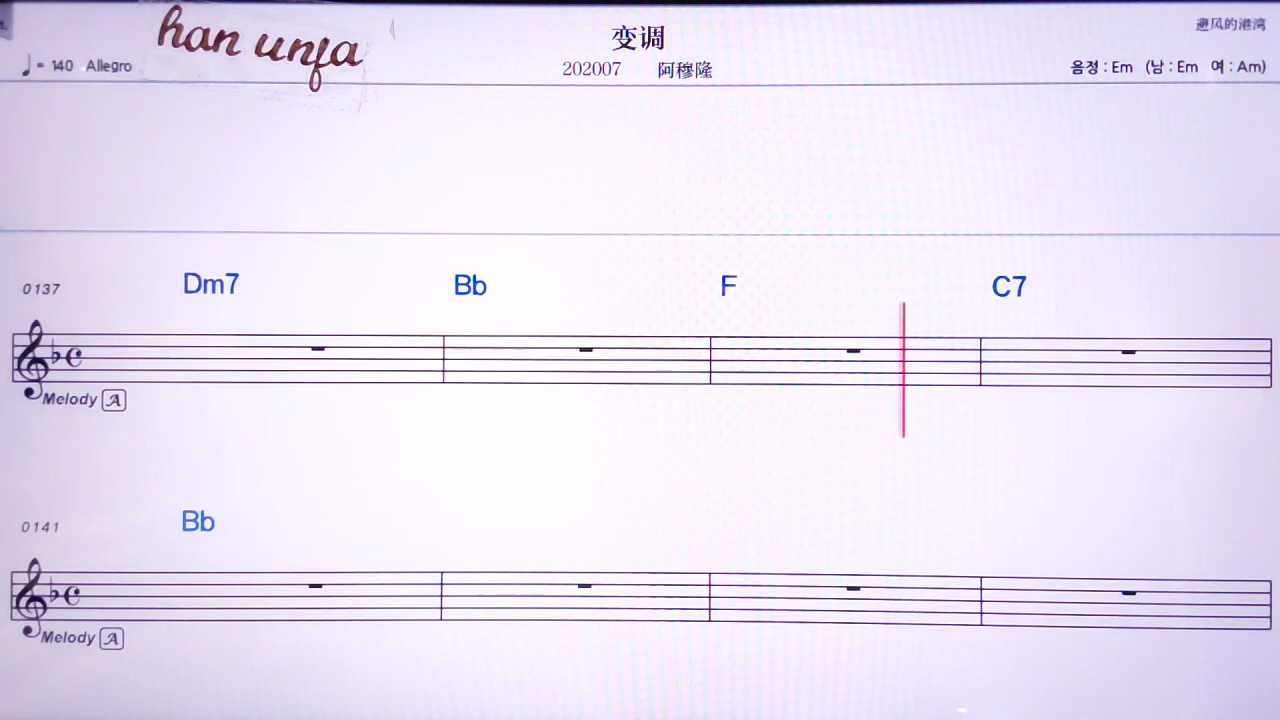 han unfa
变调
避风的港湾
♩ = 140 Allegro
202007 阿穆隆
음정 : Em (남 : Em 여 : Am)
0137 Dm7 Bb F C7
Melody A
0141 Bb
Melody A